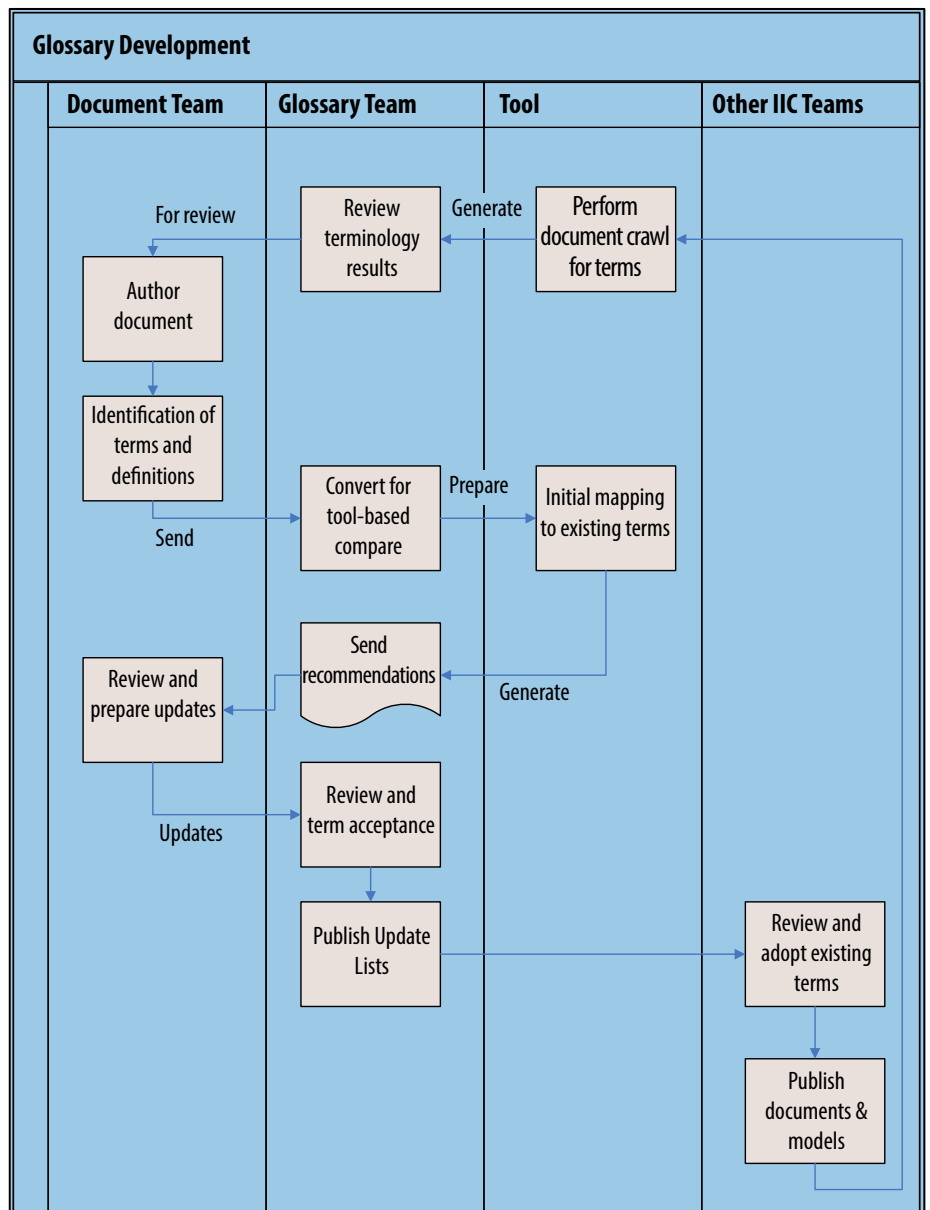 Glossary Development
Document Team
Glossary Team
Tool
Other IIC Teams
For review
Review
terminology
results
Generate
Perform
document crawl
for terms
Author
document
Identification of
terms and
definitions
Send
Convert for
tool-based
compare
Prepare
Initial mapping
to existing terms
Send
recommendations
Generate
Review and
prepare updates
Updates
Review and
term acceptance
Publish Update
Lists
Review and
adopt existing
terms
Publish
documents &
models